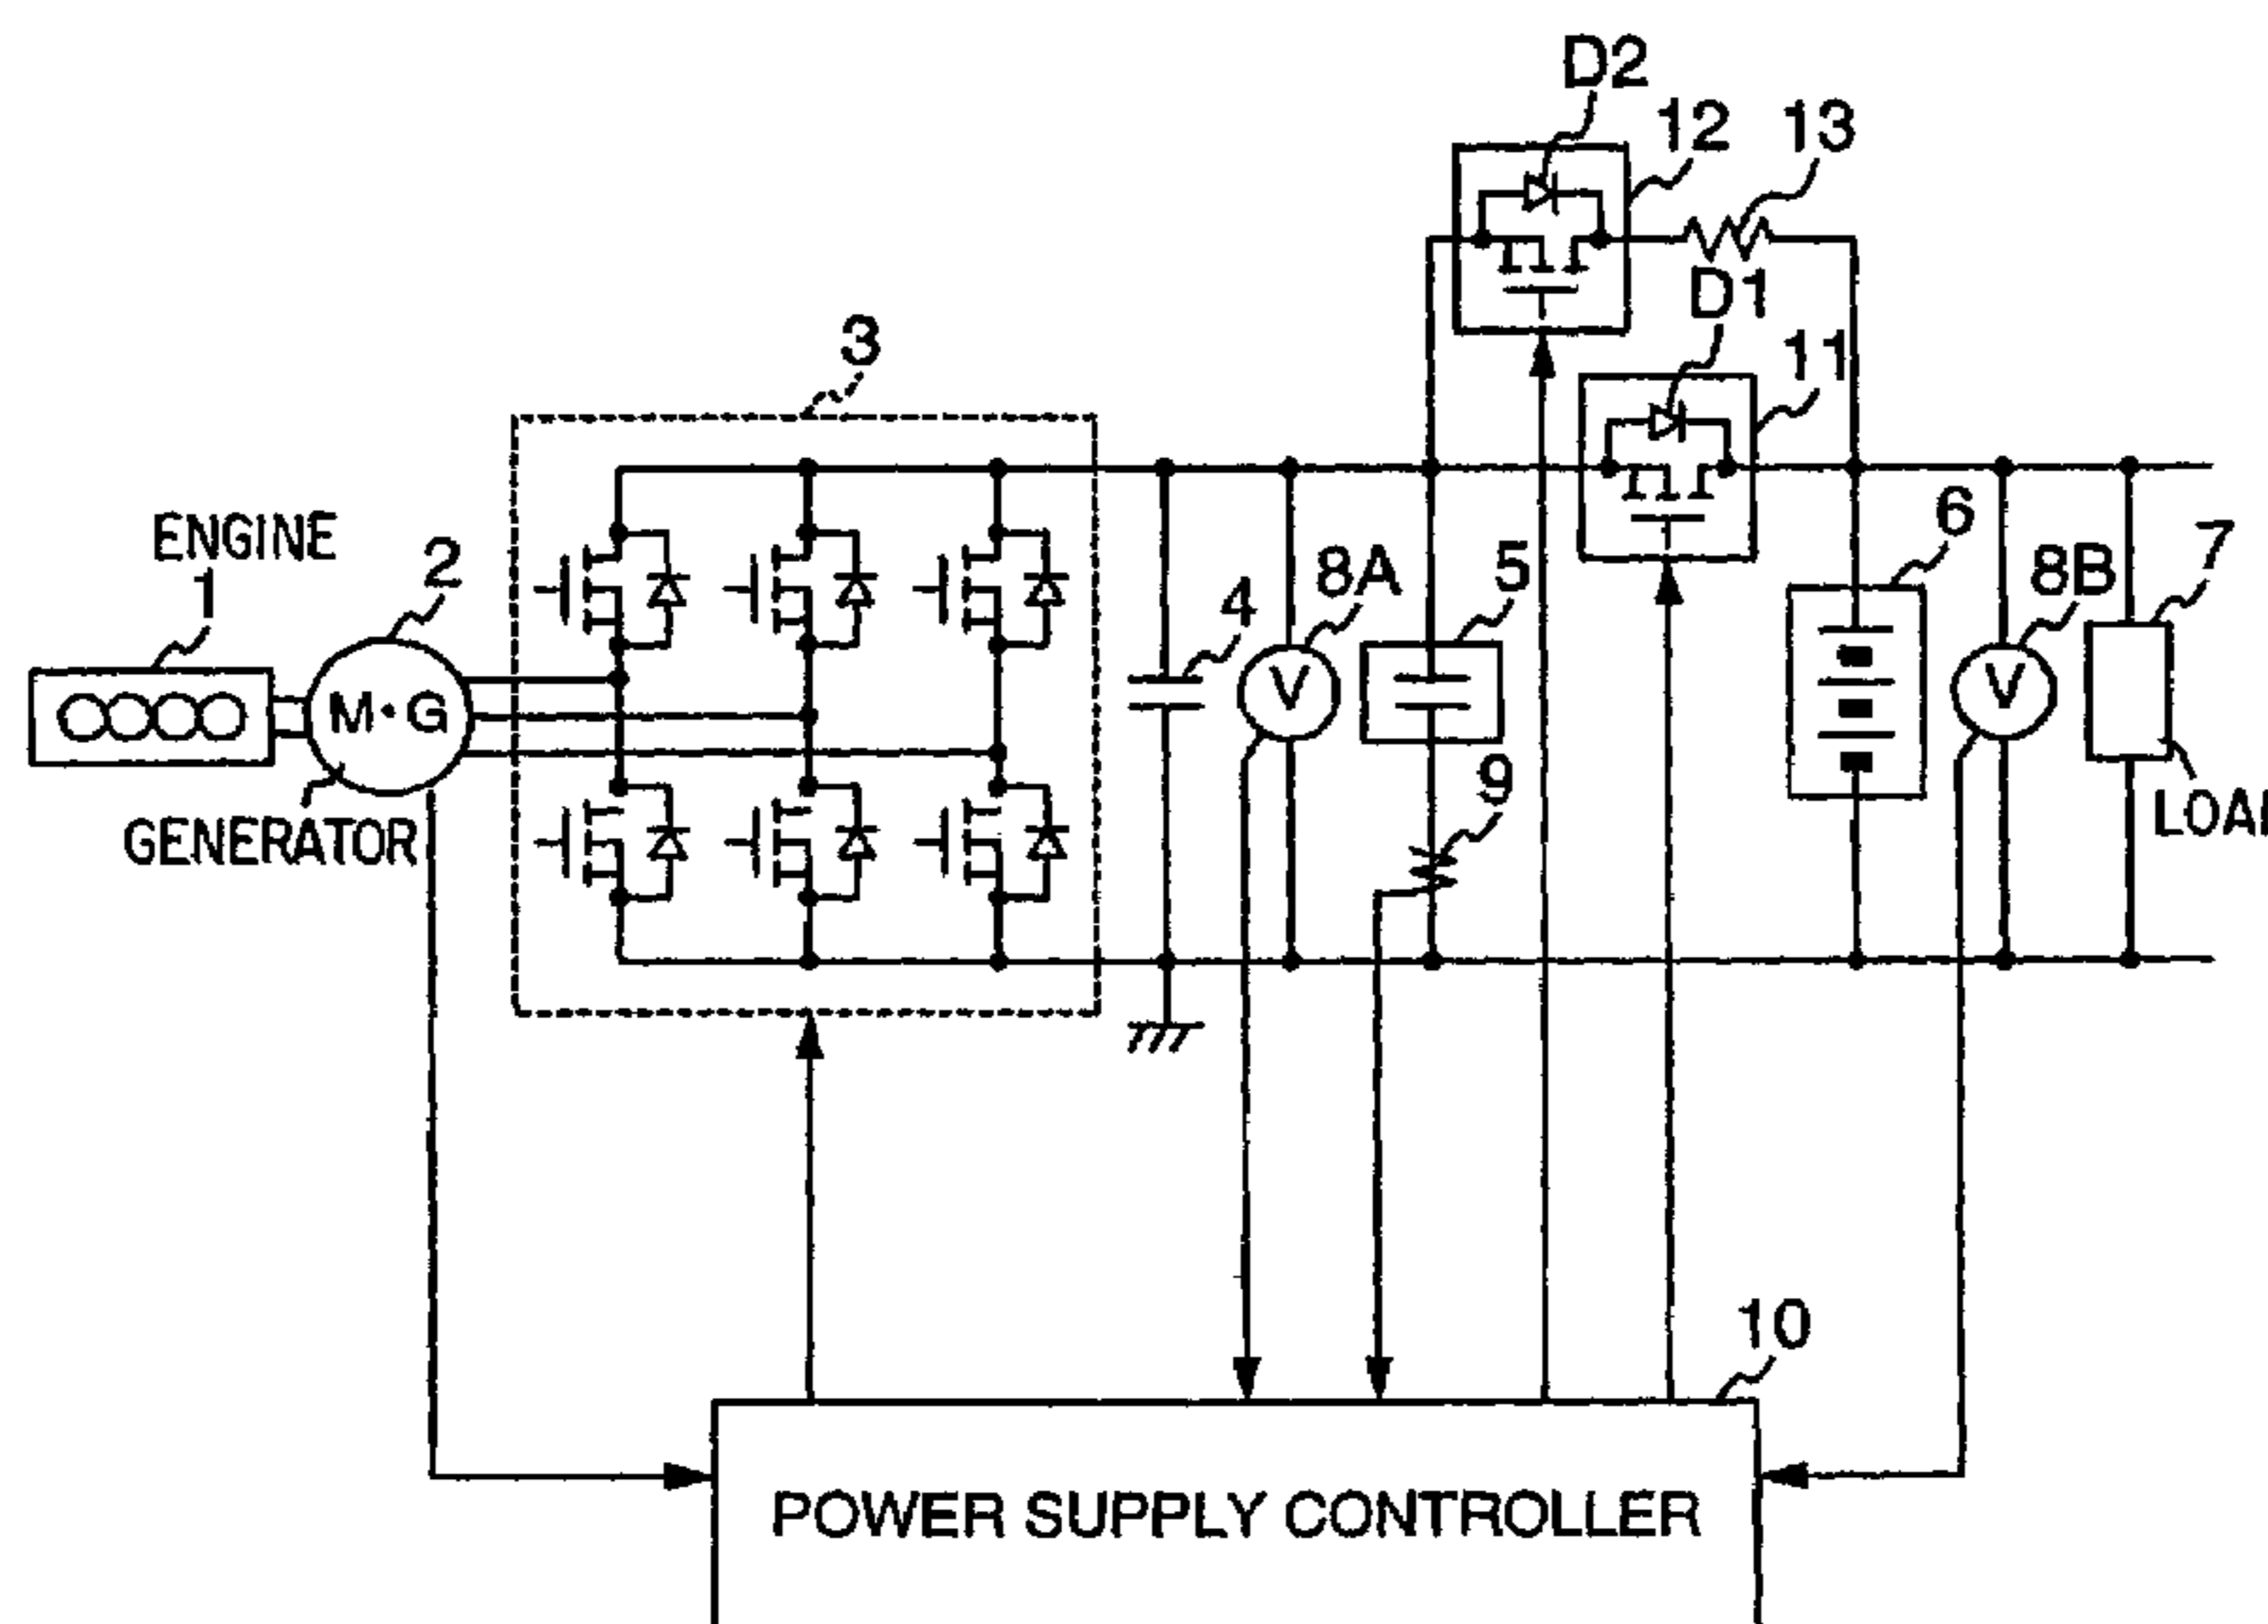 D2
12
13
D1
11
3
ENGINE
1
2
M·G
GENERATOR
4
8A
V
5
9
6
8B
V
7
LOA
10
POWER SUPPLY CONTROLLER